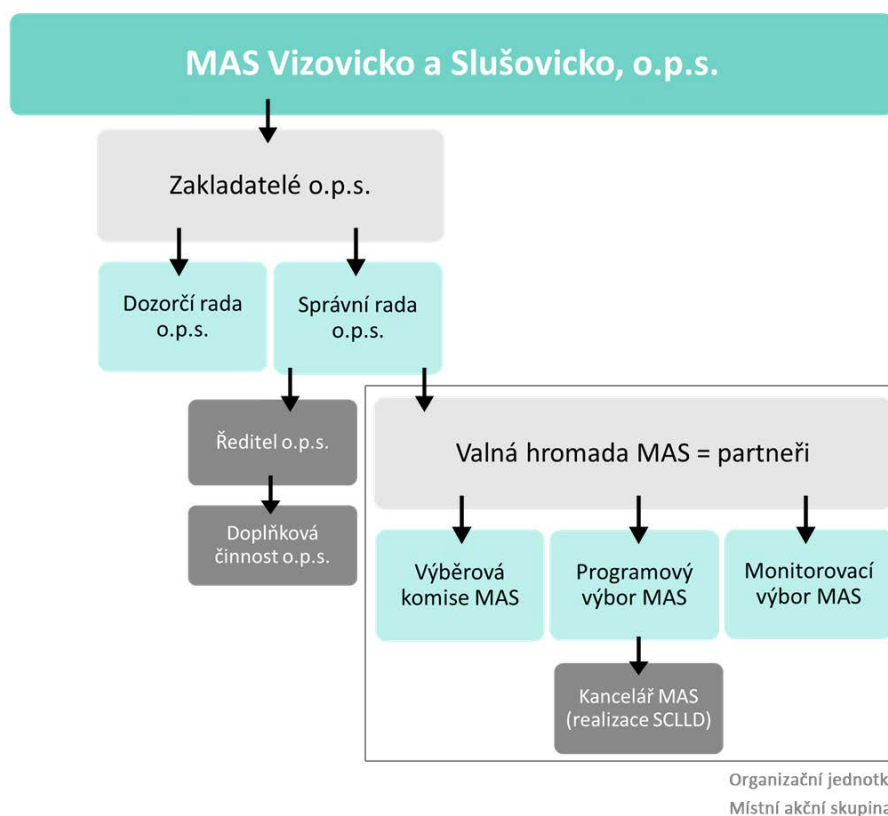 MAS Vizovicko a Slušovicko, o.p.s.
Zakladatelé o.p.s.
Dozorčí rada
o.p.s.
Správní rada
o.p.s.
Ředitel o.p.s.
Valná hromada MAS = partneři
Doplňková
činnost o.p.s.
Výběrová
komise MAS
Programový
výbor MAS
Monitorovací
výbor MAS
Kancelář MAS
(realizace SCLLD)
Organizační jednotk
Místní akční skupina